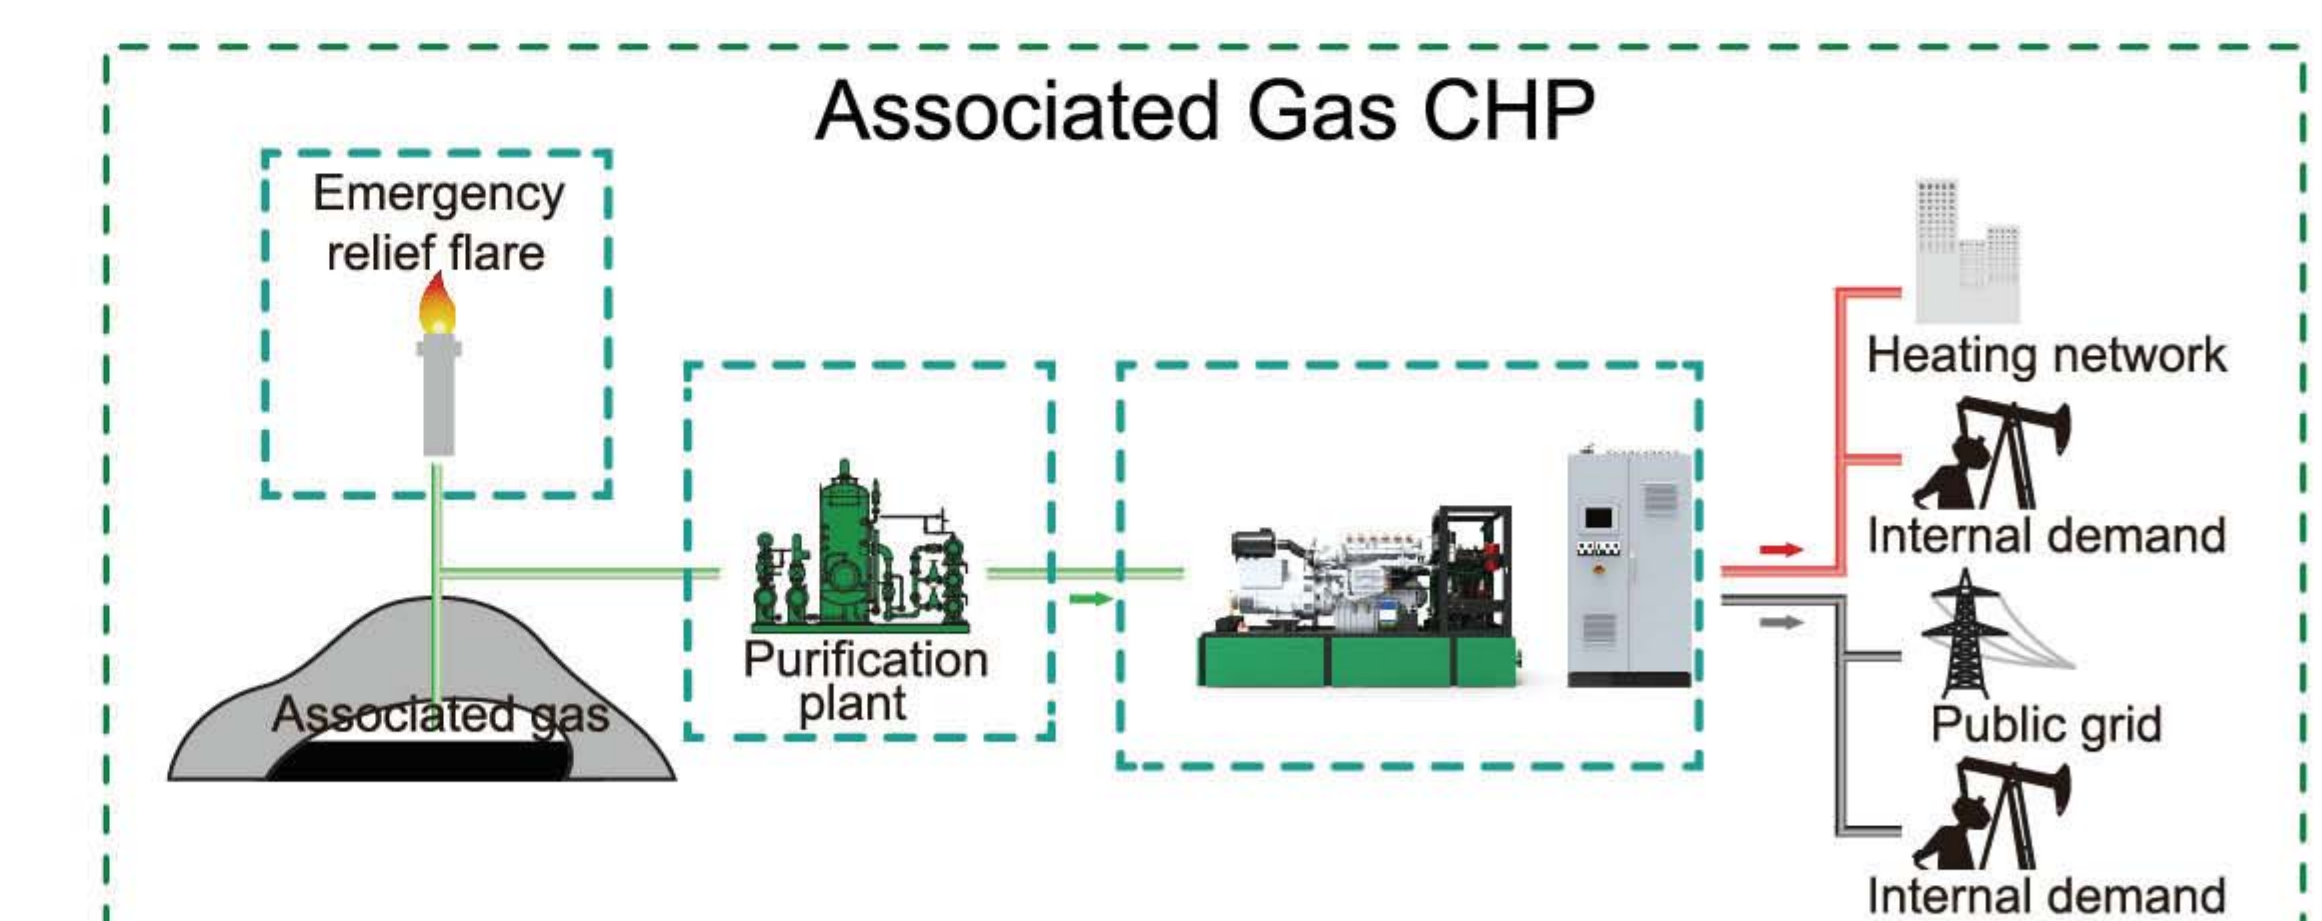 Associated Gas CHP
Emergency
relief flare
Associated gas
Purification
plant
Heating network
Internal demand
Public grid
Internal demand